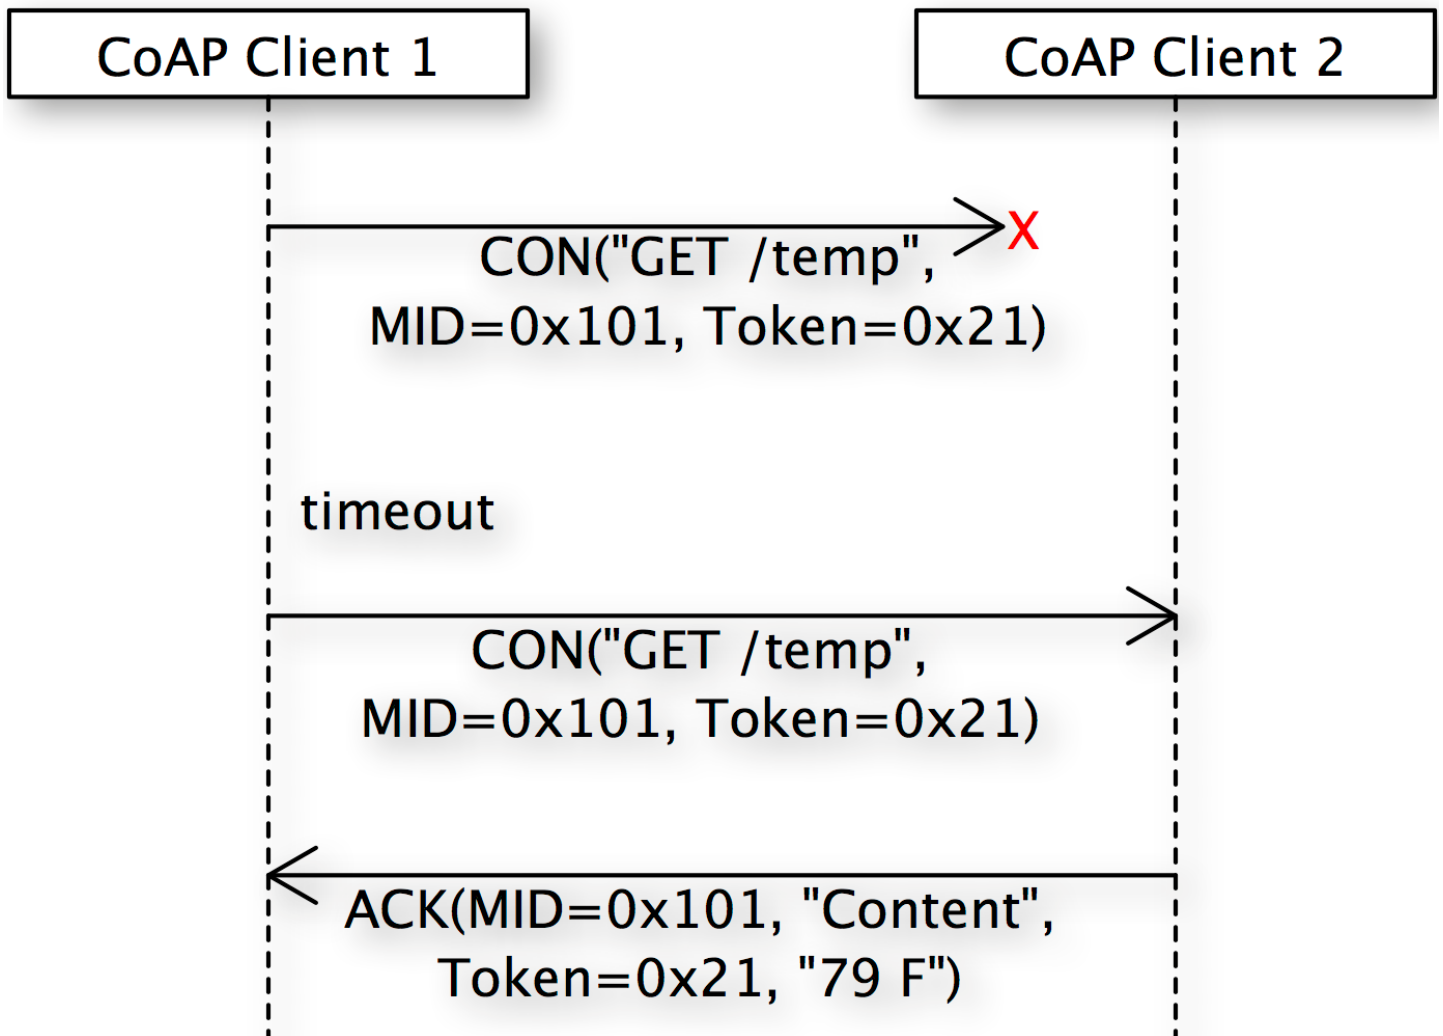 CoAP Client 1
CoAP Client 2
X
CON("GET /temp",
MID=0x101, Token=0x21)
timeout
CON("GET /temp",
MID=0x101, Token=0x21)
ACK(MID=0x101, "Content",
Token=0x21, "79 F")